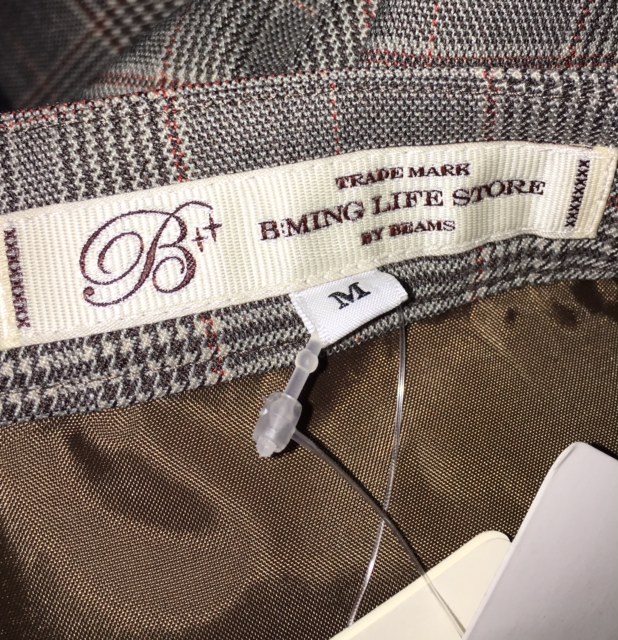 B++
TRADE MARK
B:MING LIFE STORE
BY BEAMS
M